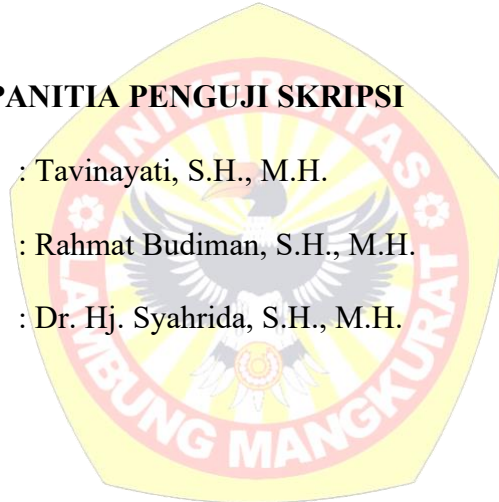 PANITIA PENGUJI SKRIPSI
: Tavinayati, S.H., M.H.
: Rahmat Budiman, S.H., M.H.
: Dr. Hj. Syahrida, S.H., M.H.
UNIVERSITAS
LAMBUNG MANGKURAT